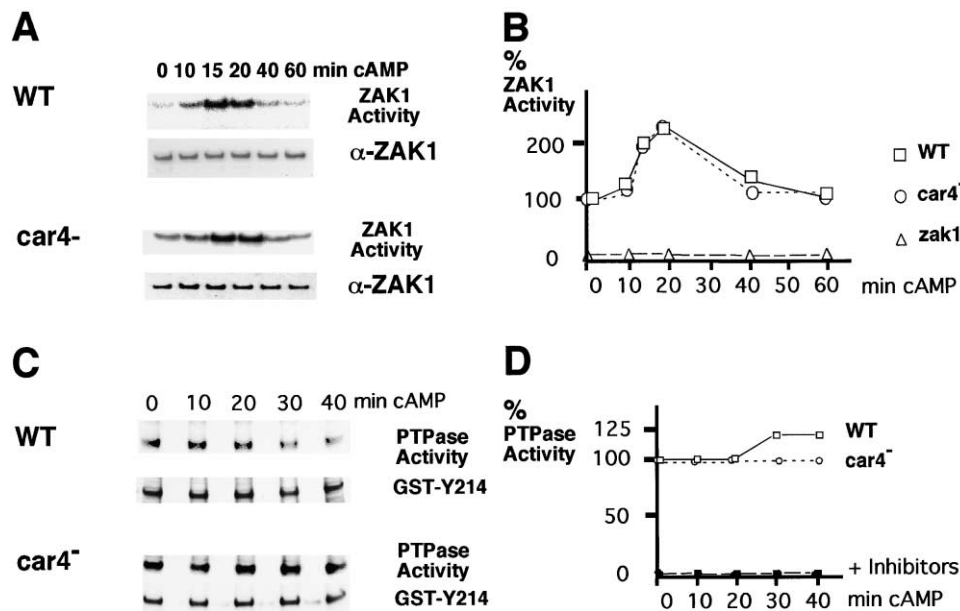 A
0 10 15 20 40 60 min cAMP
WT
ZAK1
Activity
α-ZAK1
car4-
ZAK1
Activity
α-ZAK1
B
%
ZAK1
Activity
200
100
0
0 10 20 30 40 50 60 min cAMP
WT
car4-
zak1
C
0 10 20 30 40 min cAMP
WT
PTPase
Activity
GST-Y214
car4-
PTPase
Activity
GST-Y214
D
%
PTPase
Activity
125
100
50
0
WT
car4-
+ Inhibitors
0 10 20 30 40
min cAMP